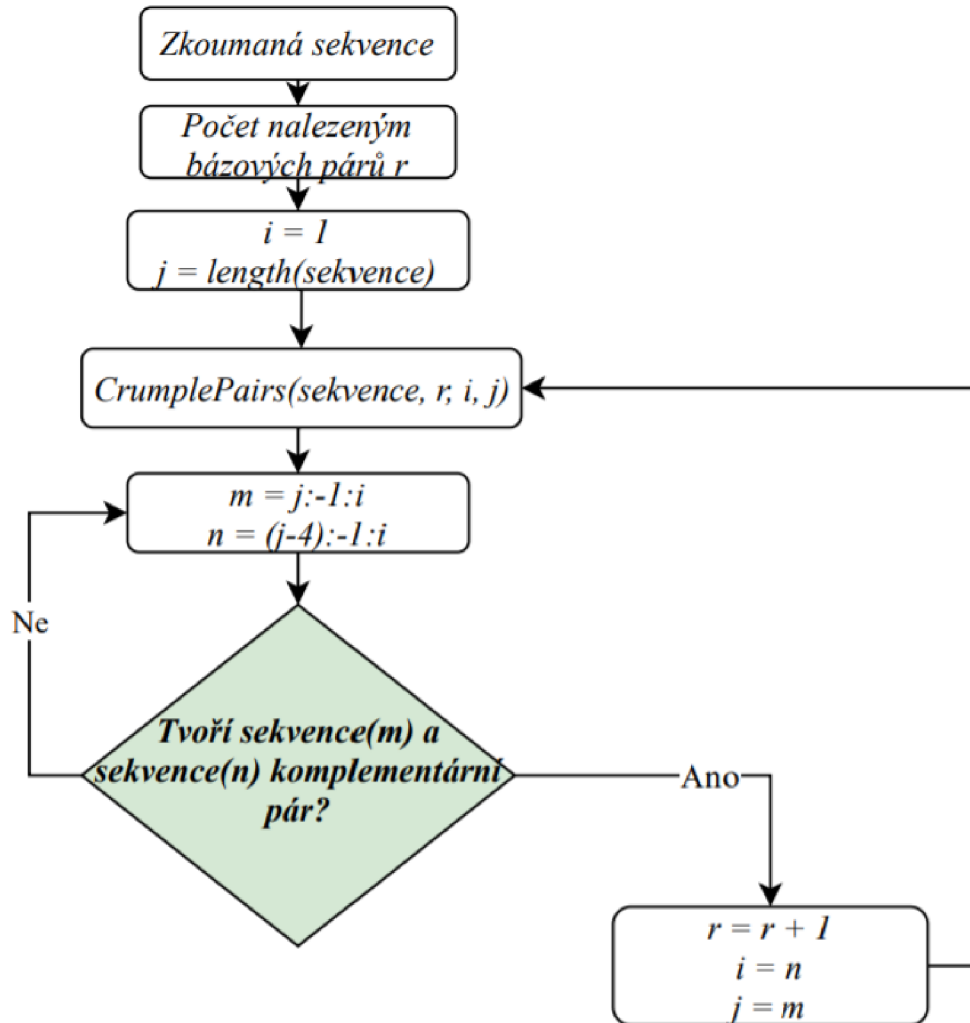 Zkoumaná sekvence
Počet nalezeným
bázových párů r
i = 1
j = length(sekvence)
CrumplePairs(sekvence, r, i, j)
m = j:-1:i
n = (j-4):-1:i
Ne
Tvoří sekvence(m) a
sekvence(n) komplementární
pár?
Ano
r = r + 1
i = n
j = m